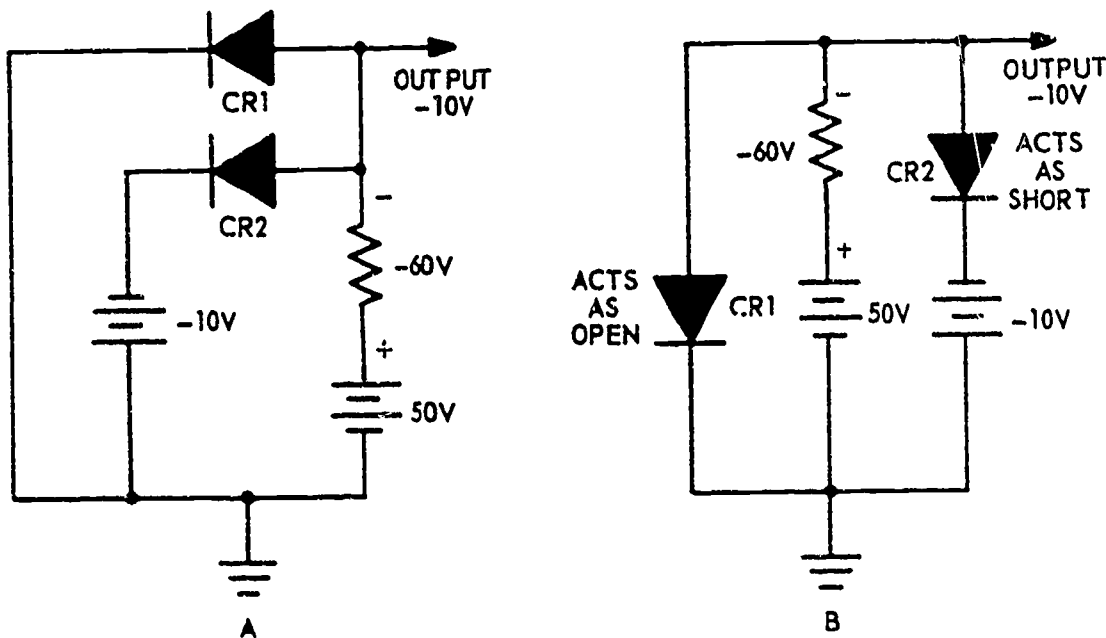 CR1
OUTPUT
-10V
CR2
-
-60V
-10V
+
50V
A
OUTPUT
-10V
-
-60V
CR2
ACTS
AS
SHORT
+
ACTS
AS
OPEN
CR1
50V
-10V
B